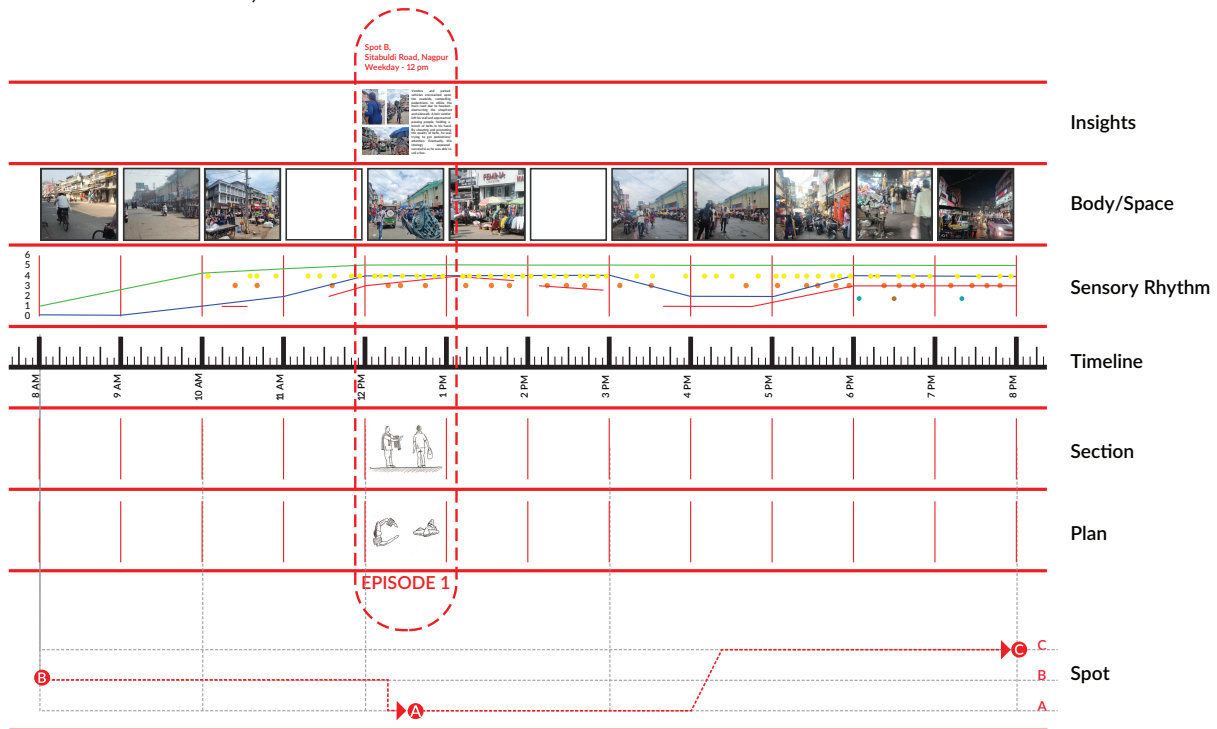 Spot B,
Sitabuldi Road, Nagpur
Weekday - 12 pm
Insights
Body/Space
6
5
4
3
2
1
0
Sensory Rhythm
Timeline
8 AM
9 AM
10 AM
11 AM
12 PM
1 PM
2 PM
3 PM
4 PM
5 PM
6 PM
7 PM
8 PM
Section
Plan
EPISODE 1
C
C
B
B
Spot
A
A